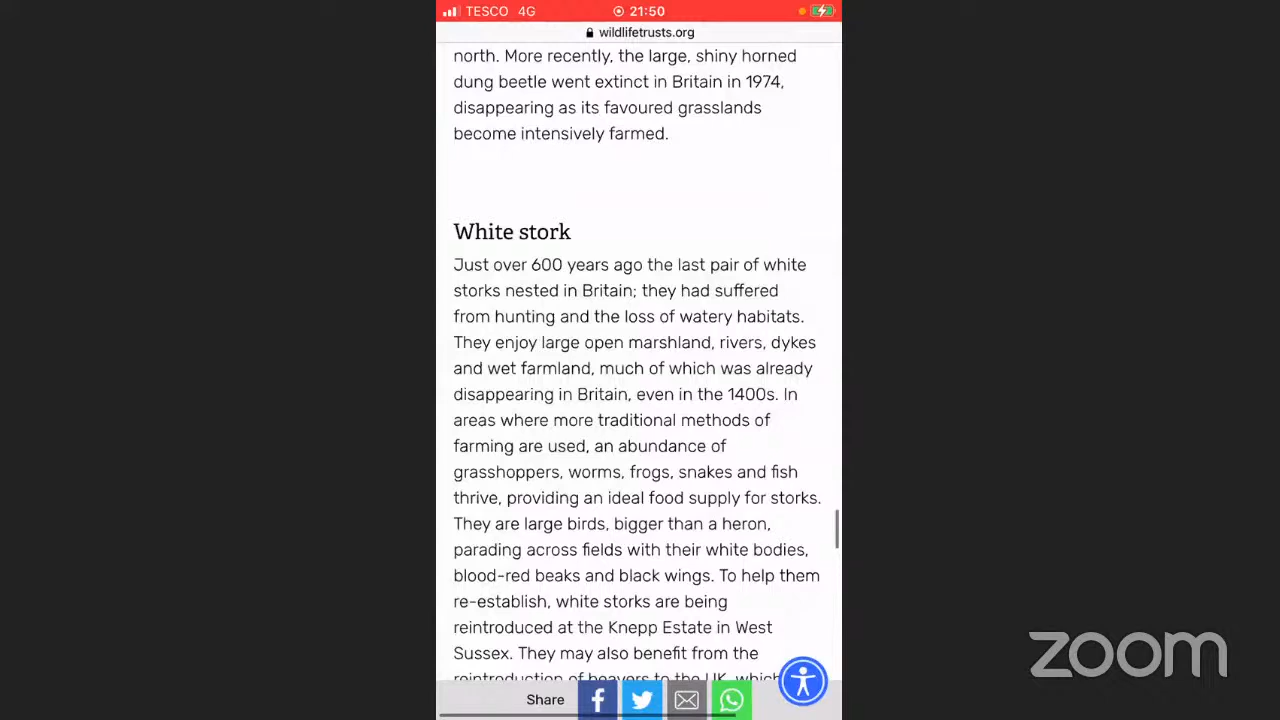 TESCO 4G 21:50
wildlifetrusts.org
north. More recently, the large, shiny horned
dung beetle went extinct in Britain in 1974,
disappearing as its favoured grasslands
become intensively farmed.
White stork
Just over 600 years ago the last pair of white
storks nested in Britain; they had suffered
from hunting and the loss of watery habitats.
They enjoy large open marshland, rivers, dykes
and wet farmland, much of which was already
disappearing in Britain, even in the 1400s. In
areas where more traditional methods of
farming are used, an abundance of
grasshoppers, worms, frogs, snakes and fish
thrive, providing an ideal food supply for storks.
They are large birds, bigger than a heron,
parading across fields with their white bodies,
blood-red beaks and black wings. To help them
re-establish, white storks are being
reintroduced at the Knepp Estate in West
Sussex. They may also benefit from the
reintroduction of beavers to the UK, which
Share
zoom